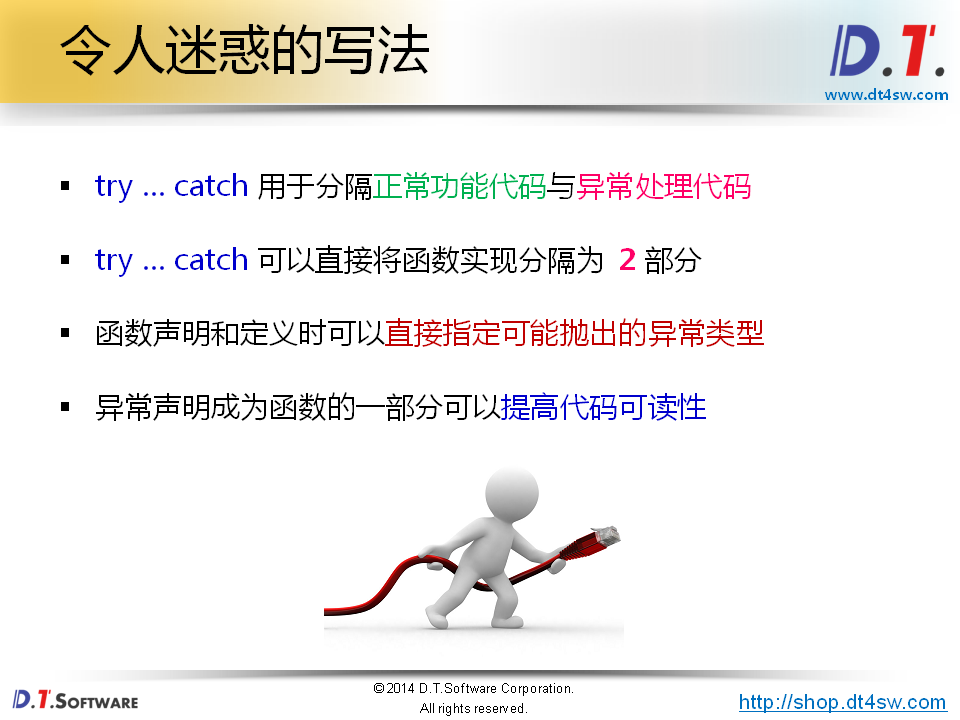 令人迷惑的写法
D.T.
www.dt4sw.com
▪ try … catch 用于分隔正常功能代码与异常处理代码
▪ try … catch 可以直接将函数实现分隔为 2 部分
▪ 函数声明和定义时可以直接指定可能抛出的异常类型
▪ 异常声明成为函数的一部分可以提高代码可读性
D.T.SOFTWARE
©2014 D.T.Software Corporation.
All rights reserved.
http://shop.dt4sw.com